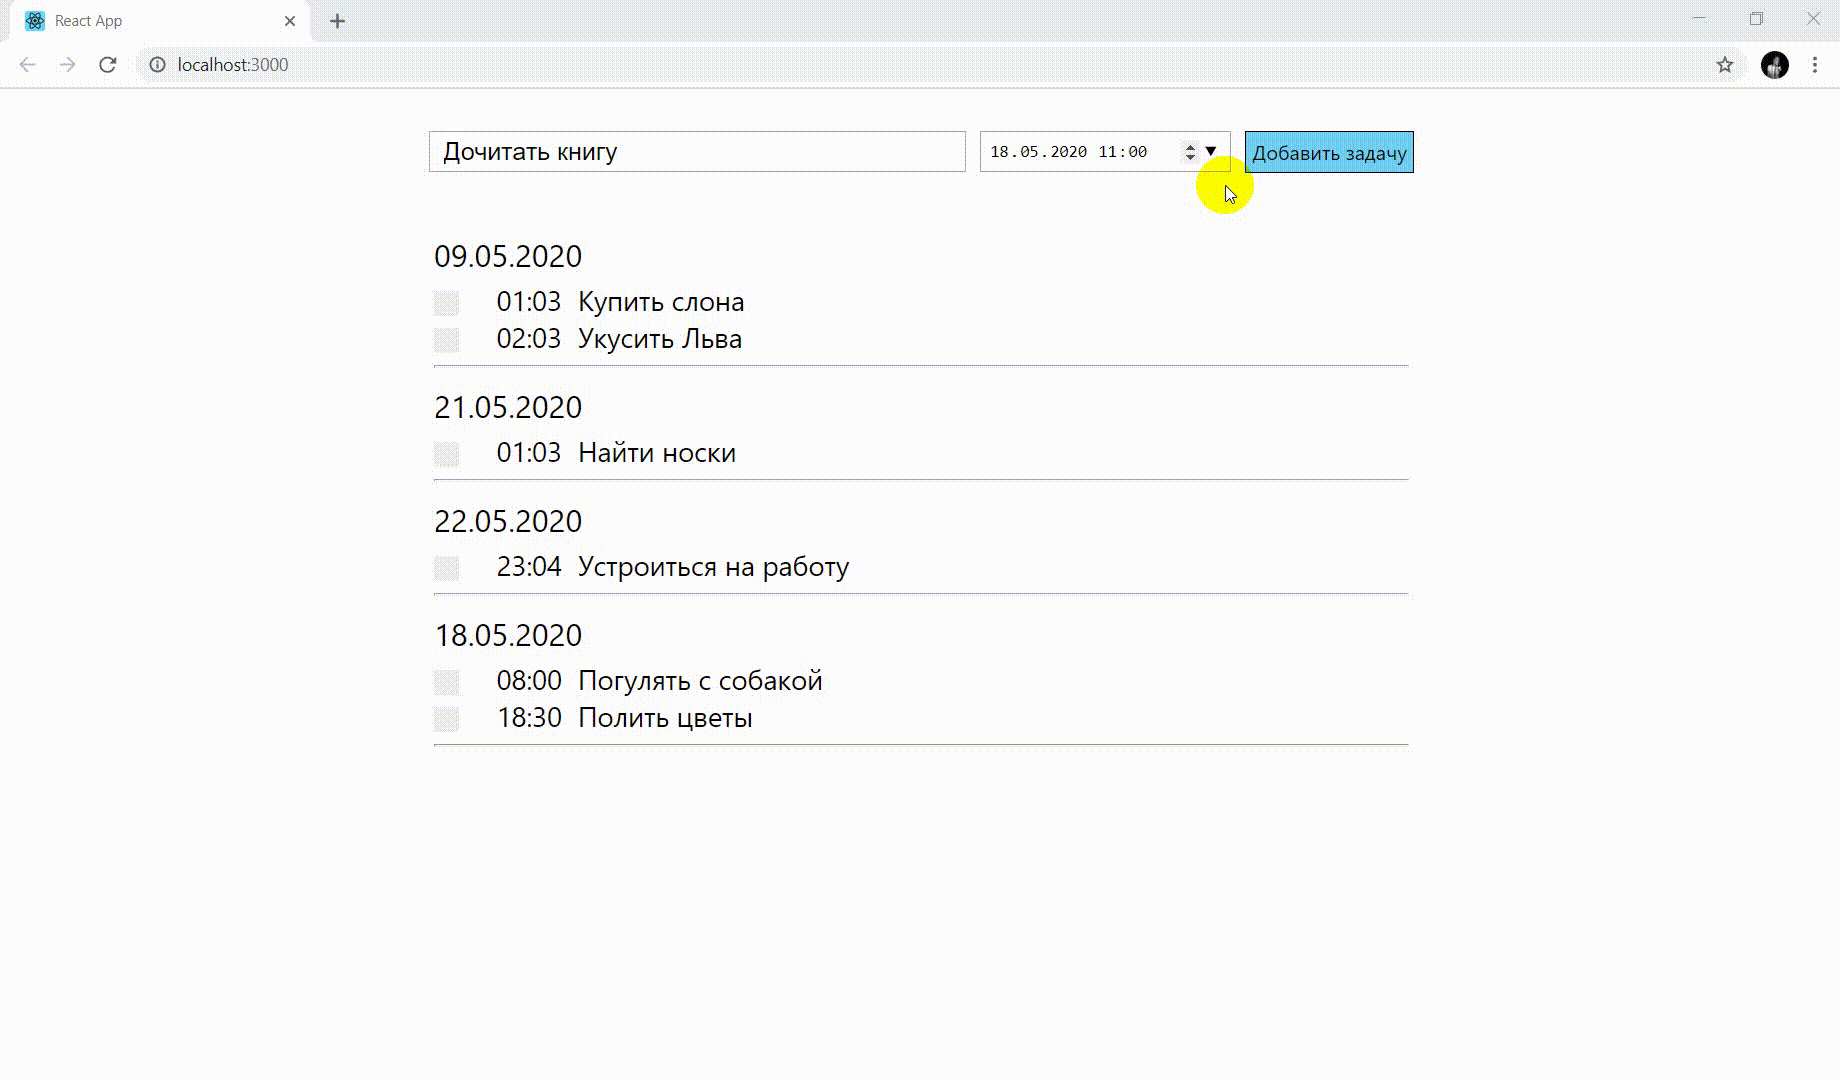 React App
localhost:3000
Дочитать книгу
18.05.2020 11:00
Добавить задачу
09.05.2020
01:03 Купить слона
02:03 Укусить Льва
21.05.2020
01:03 Найти носки
22.05.2020
23:04 Устроиться на работу
18.05.2020
08:00 Погулять с собакой
18:30 Полить цветы